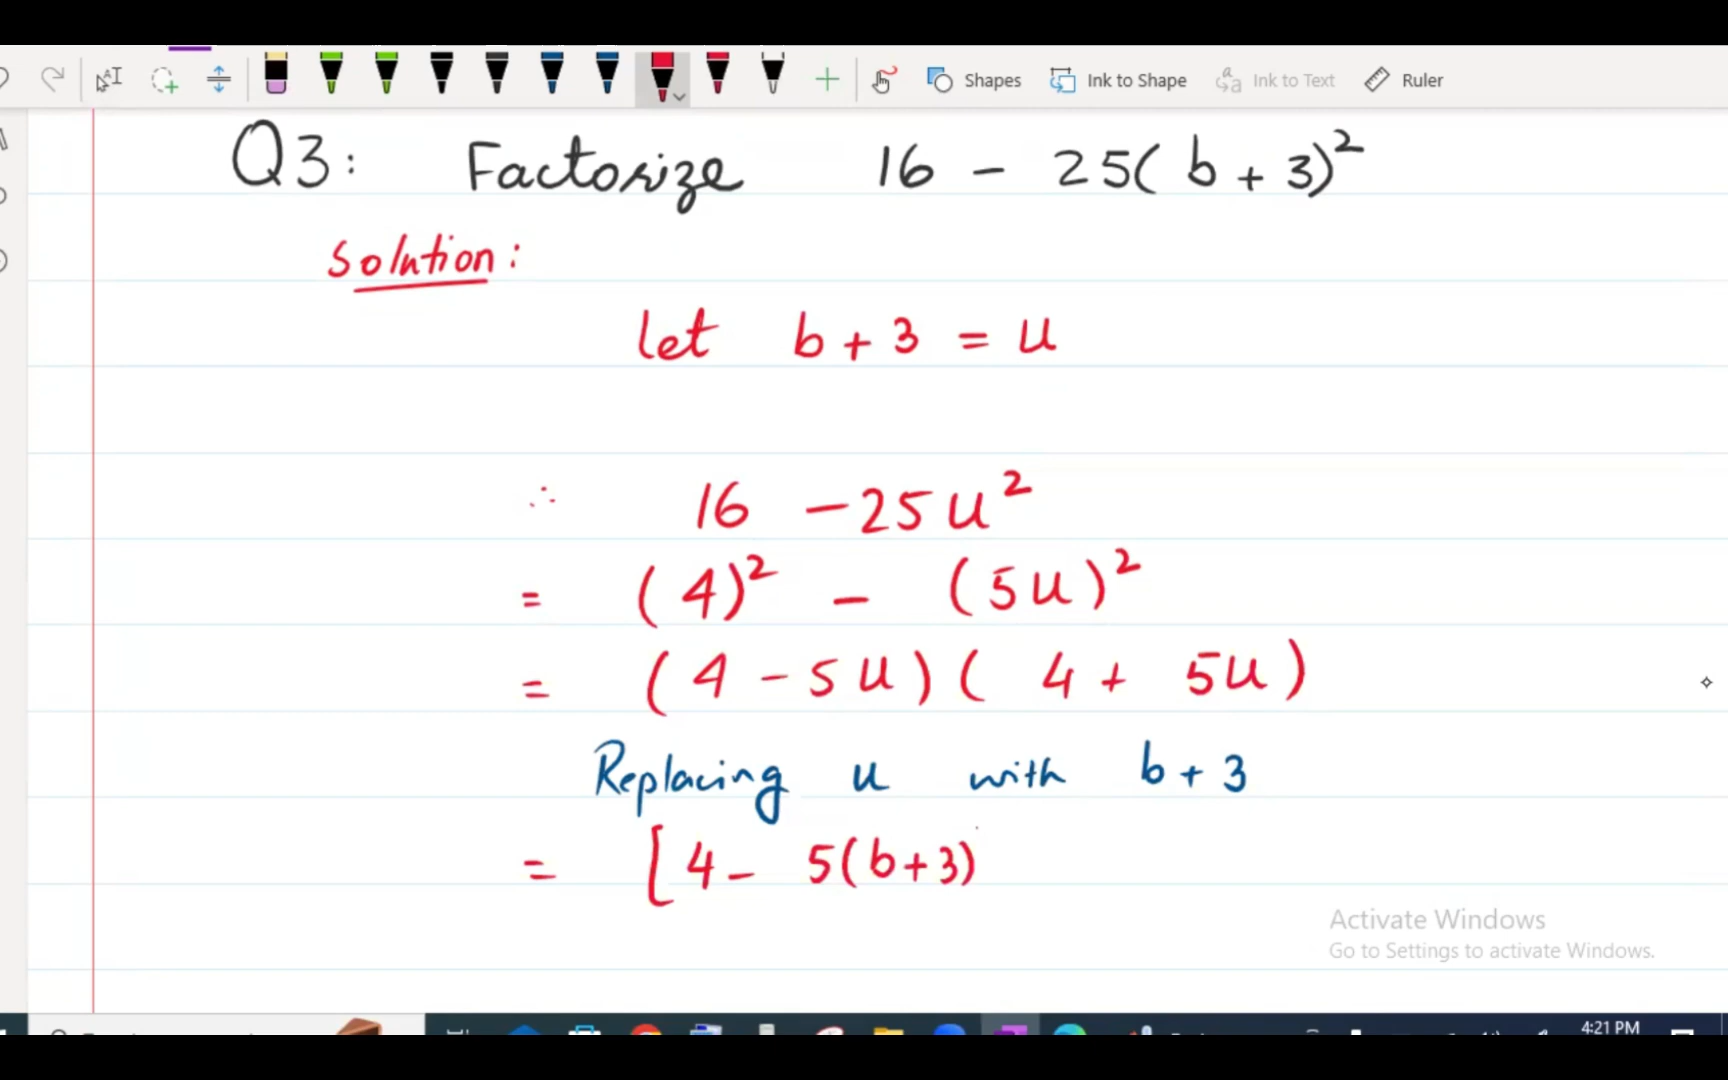 Shapes Ink to Shape Ink to Text Ruler
Q3: Factorize 16 - 25(b+3)²
Solution:
let b+3 = u
∴ 16 - 25u²
= (4)² - (5u)²
= (4 - 5u)(4 + 5u)
Replacing u with b+3
= [4 - 5(b+3)
Activate Windows
Go to Settings to activate Windows.
4:21 PM